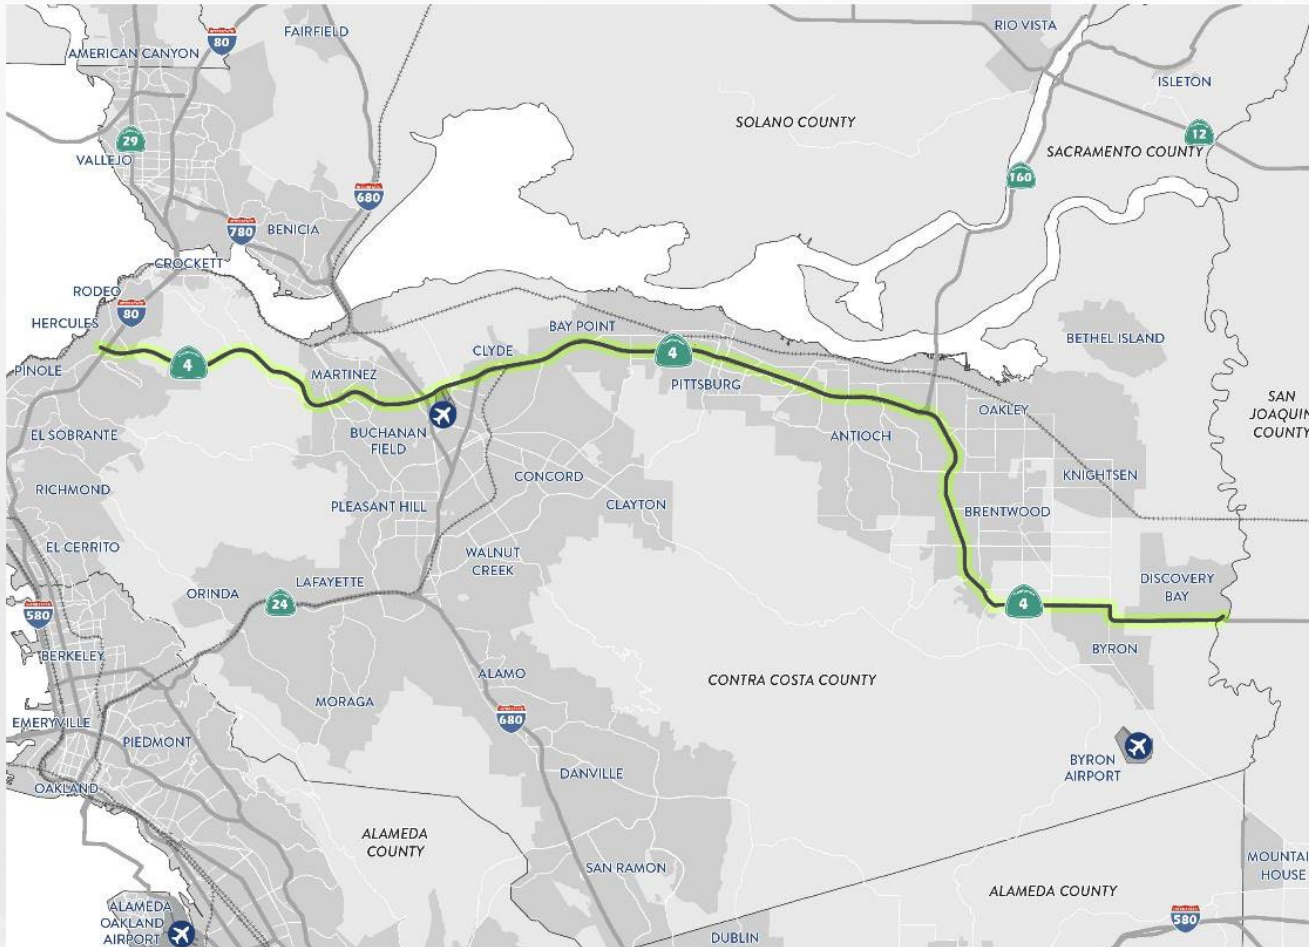 FAIRFIELD
RIO VISTA
80
AMERICAN CANYON
ISLETON
SOLANO COUNTY
12
29
SACRAMENTO COUNTY
VALLEJO
160
680
780
BENICIA
CROCKETT
RODEO
80
HERCULES
BAY POINT
BETHEL ISLAND
CLYDE
4
4
PINOLE
MARTINEZ
PITTSBURG
SAN
JOAQUIN
COUNTY
OAKLEY
EL SOBRANTE
BUCHANAN
FIELD
ANTIOCH
CONCORD
KNIGHTSEN
RICHMOND
PLEASANT HILL
CLAYTON
BRENTWOOD
EL CERRITO
WALNUT
CREEK
LAFAYETTE
DISCOVERY
BAY
ORINDA
24
4
580
BERKELEY
BYRON
ALAMO
CONTRA COSTA COUNTY
MORAGA
680
EMERYVILLE
PIEDMONT
BYRON
AIRPORT
DANVILLE
OAKLAND
ALAMEDA
COUNTY
SAN RAMON
MOUNTAI
HOUSE
ALAMEDA COUNTY
ALAMEDA
OAKLAND
AIRPORT
580
DUBLIN